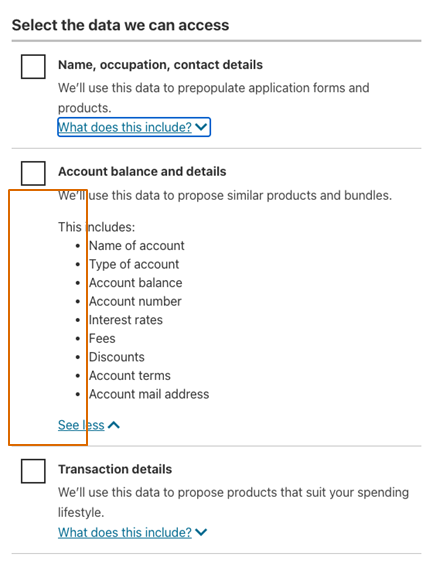 Select the data we can access
Name, occupation, contact details
We'll use this data to prepopulate application forms and
products.
What does this include?
Account balance and details
We'll use this data to propose similar products and bundles.
This includes:
• Name of account
• Type of account
• Account balance
• Account number
• Interest rates
• Fees
• Discounts
• Account terms
• Account mail address
See less
Transaction details
We'll use this data to propose products that suit your spending
lifestyle.
What does this include?